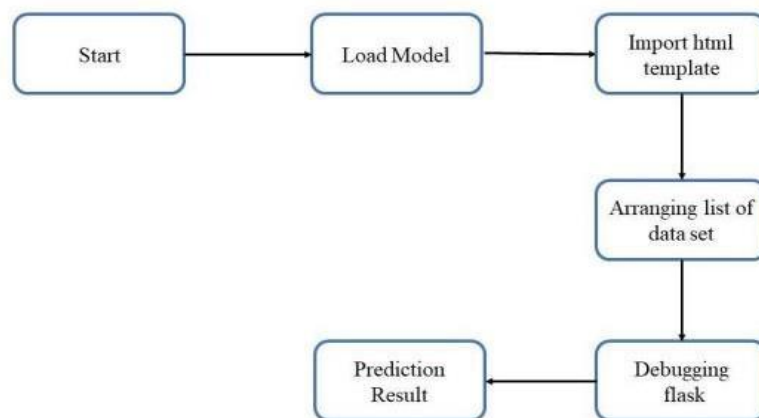 Start
Load Model
Import html
template
Arranging list of
data set
Debugging
flask
Prediction
Result